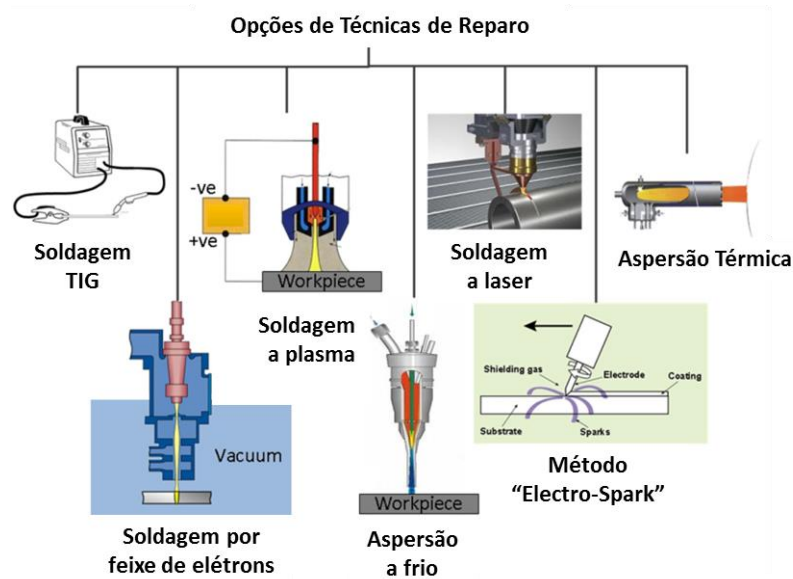 Opções de Técnicas de Reparo
Soldagem
TIG
-ve
+ve
Workpiece
Soldagem
a plasma
Soldagem
a laser
Aspersão Térmica
Vacuum
Soldagem por
feixe de elétrons
Workpiece
Aspersão
a frio
Shielding gas
Electrode
Coating
Substrate
Sparks
Método
“Electro-Spark”